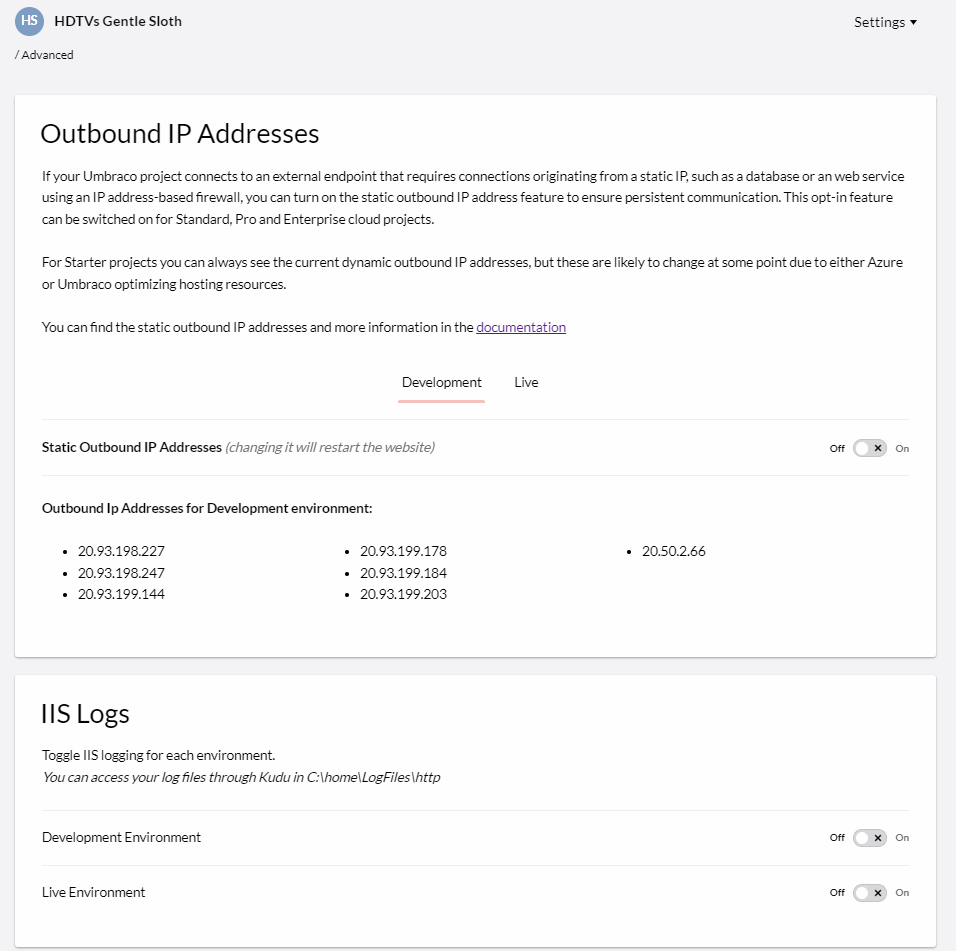 HS HDTVs Gentle Sloth
Settings
/ Advanced
Outbound IP Addresses
If your Umbraco project connects to an external endpoint that requires connections originating from a static IP, such as a database or an web service
using an IP address-based firewall, you can turn on the static outbound IP address feature to ensure persistent communication. This opt-in feature
can be switched on for Standard, Pro and Enterprise cloud projects.
For Starter projects you can always see the current dynamic outbound IP addresses, but these are likely to change at some point due to either Azure
or Umbraco optimizing hosting resources.
You can find the static outbound IP addresses and more information in the documentation
Development Live
Static Outbound IP Addresses (changing it will restart the website) Off On
Outbound Ip Addresses for Development environment:
• 20.93.198.227
• 20.93.198.247
• 20.93.199.144
• 20.93.199.178
• 20.93.199.184
• 20.93.199.203
• 20.50.2.66
IIS Logs
Toggle IIS logging for each environment.
You can access your log files through Kudu in C:\home\LogFiles\http
Development Environment Off On
Live Environment Off On